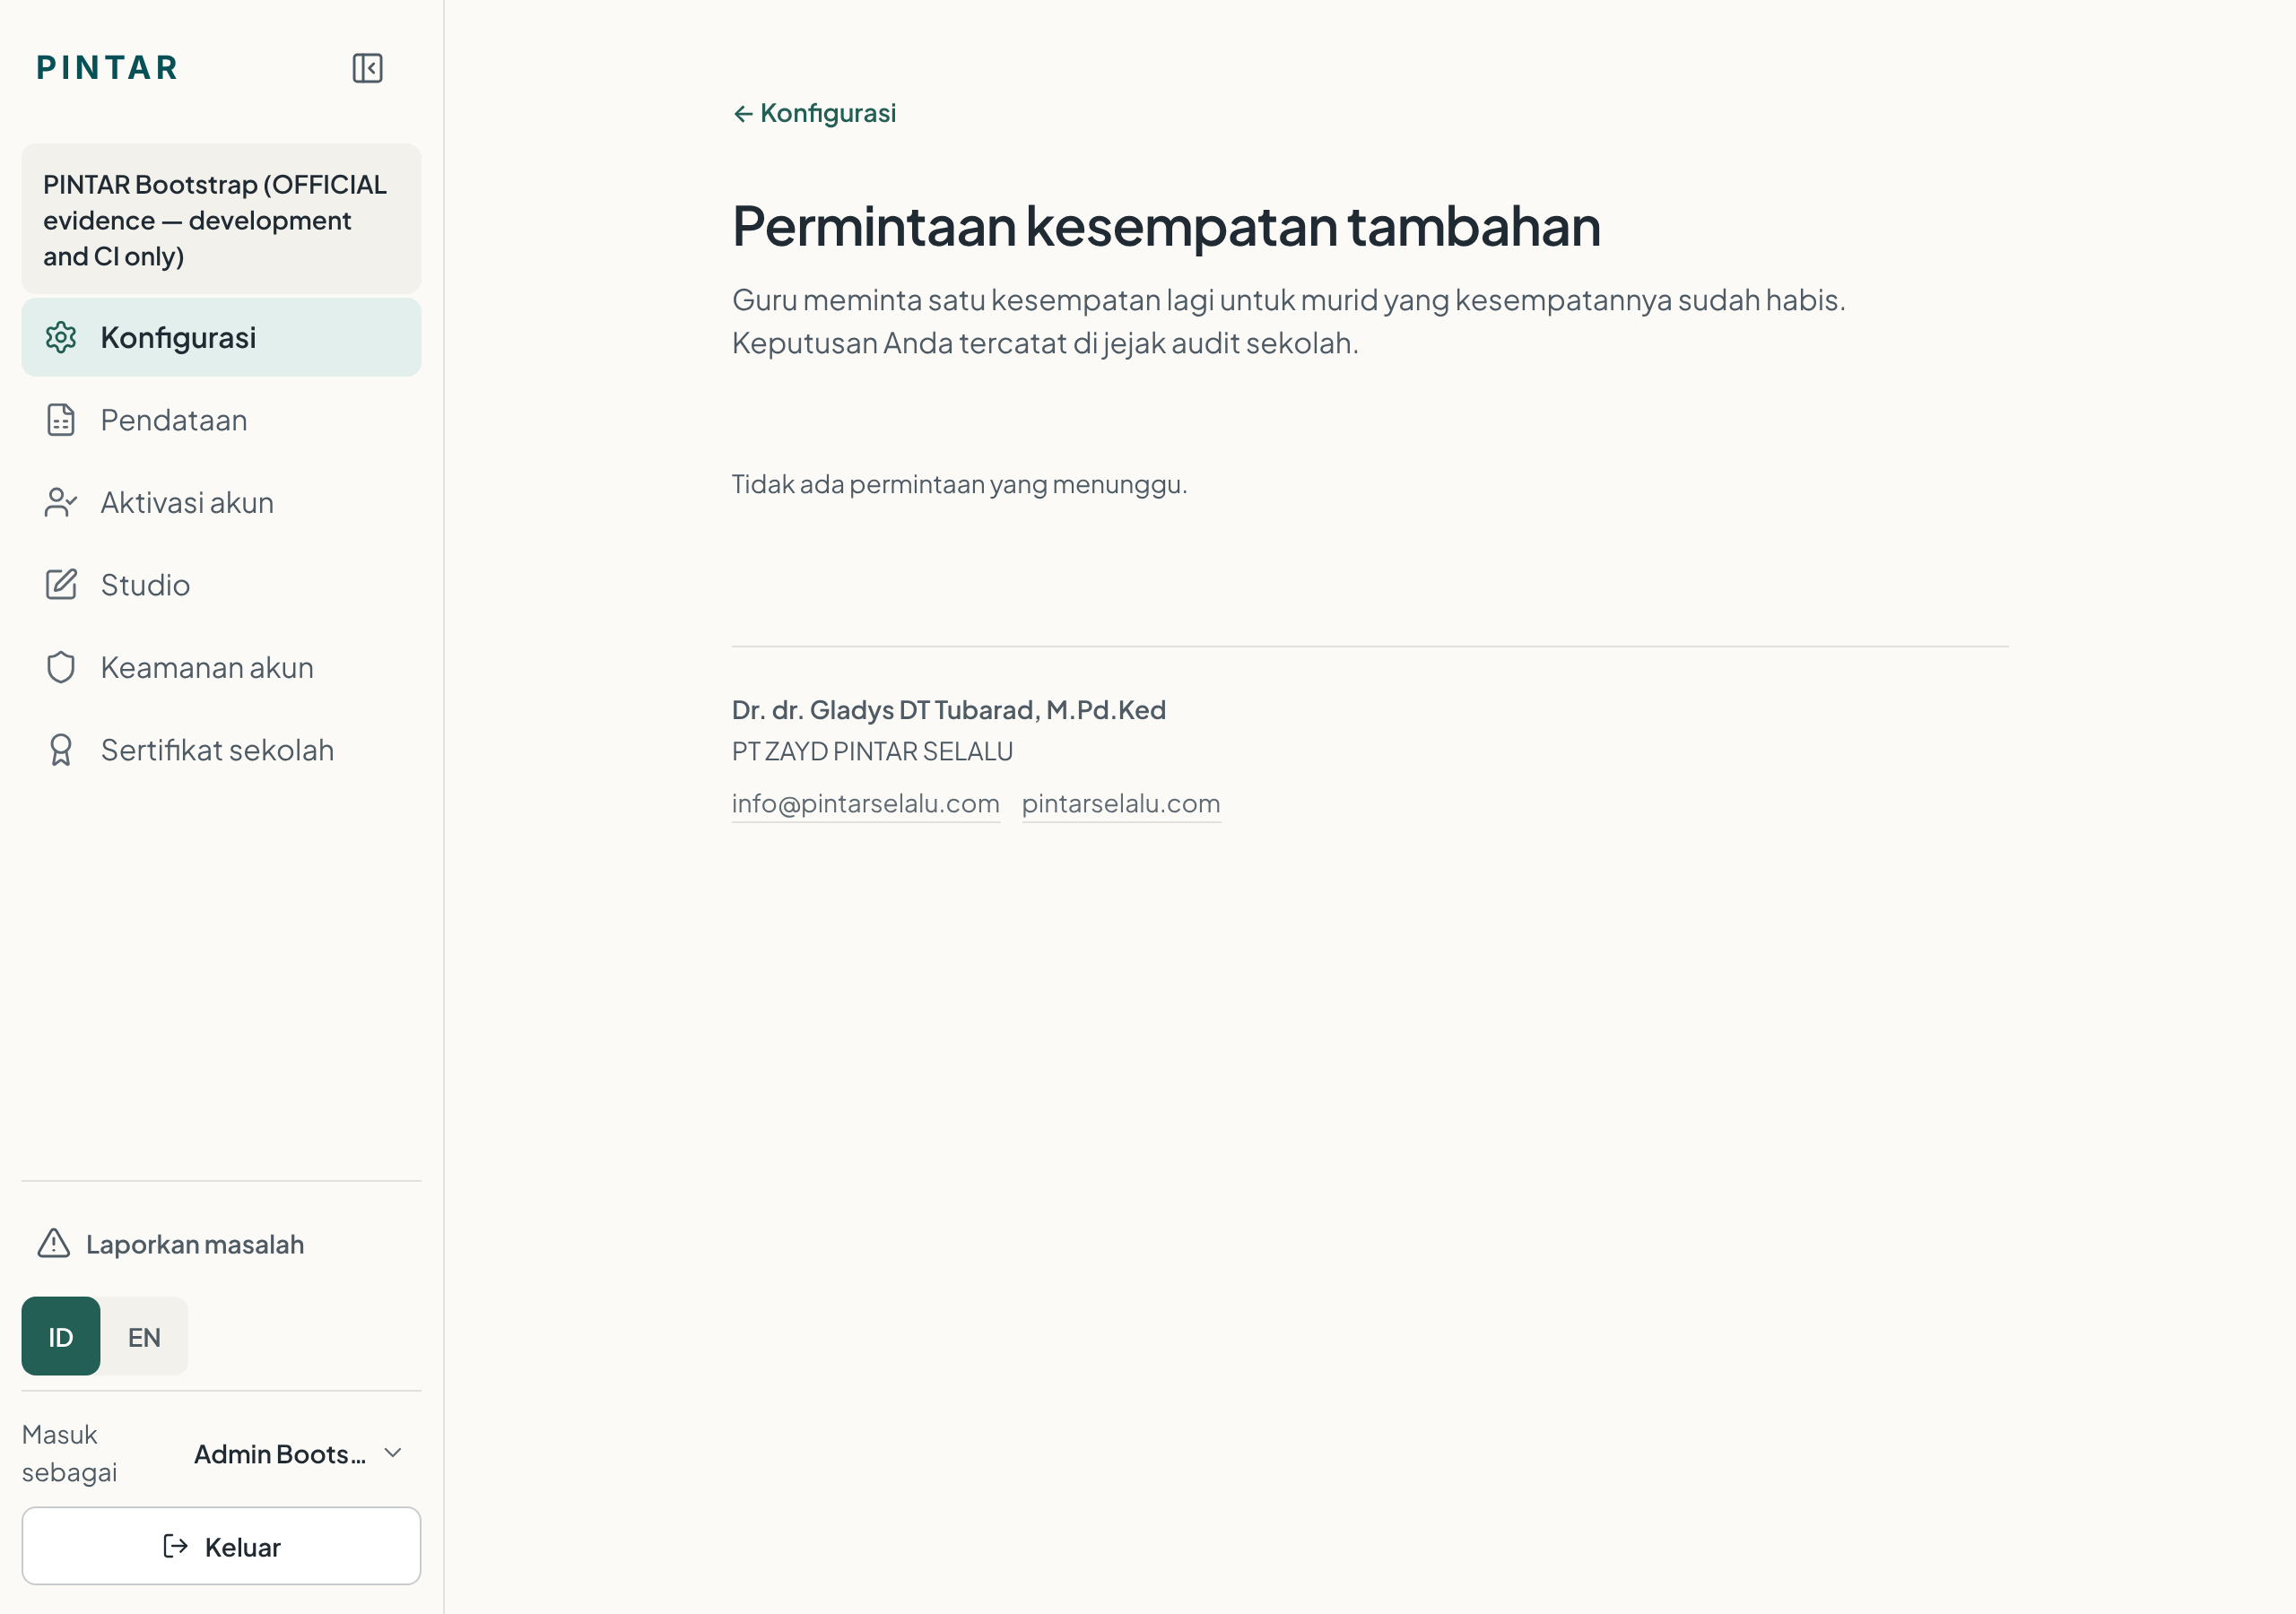 PINTAR
PINTAR Bootstrap (OFFICIAL
evidence — development
and CI only)
Konfigurasi
Pendataan
Aktivasi akun
Studio
Keamanan akun
Sertifikat sekolah
Laporkan masalah
ID EN
Masuk
sebagai
Admin Boots...
Keluar
← Konfigurasi
Permintaan kesempatan tambahan
Guru meminta satu kesempatan lagi untuk murid yang kesempatannya sudah habis.
Keputusan Anda tercatat di jejak audit sekolah.
Tidak ada permintaan yang menunggu.
Dr. dr. Gladys DT Tubarad, M.Pd.Ked
PT ZAYD PINTAR SELALU
info@pintarselalu.com pintarselalu.com